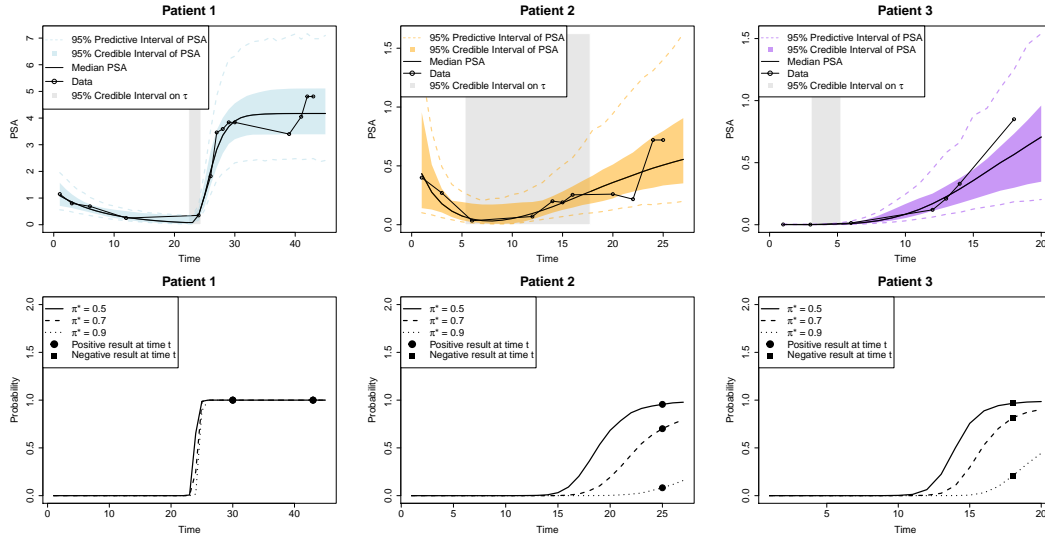 Patient 1
95% Predictive Interval of PSA
95% Credible Interval of PSA
Median PSA
Data
95% Credible Interval on τ
PSA
0 1 2 3 4 5 6 7
0 10 20 30 40
Time
Patient 2
95% Predictive Interval of PSA
95% Credible Interval of PSA
Median PSA
Data
95% Credible Interval on τ
PSA
0.0 0.5 1.0 1.5
0 5 10 15 20 25
Time
Patient 3
95% Predictive Interval of PSA
95% Credible Interval of PSA
Median PSA
Data
95% Credible Interval on τ
PSA
0.0 0.5 1.0 1.5
0 5 10 15 20
Time
Patient 1
π* = 0.5
π* = 0.7
π* = 0.9
Positive result at time t
Negative result at time t
Probability
0.0 0.5 1.0 1.5 2.0
0 10 20 30 40
Time
Patient 2
π* = 0.5
π* = 0.7
π* = 0.9
Positive result at time t
Negative result at time t
Probability
0.0 0.5 1.0 1.5 2.0
0 5 10 15 20 25
Time
Patient 3
π* = 0.5
π* = 0.7
π* = 0.9
Positive result at time t
Negative result at time t
Probability
0.0 0.5 1.0 1.5 2.0
0 5 10 15 20
Time